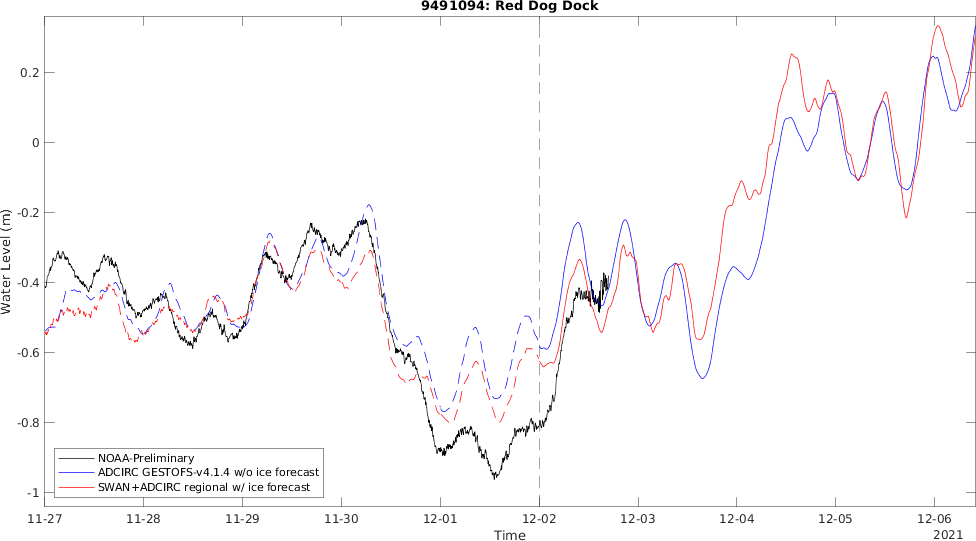 9491094: Red Dog Dock
Water Level (m)
0.2
0
-0.2
-0.4
-0.6
-0.8
-1
NOAA-Preliminary
ADCIRC GESTOFS-v4.1.4 w/o ice forecast
SWAN+ADCIRC regional w/ ice forecast
11-27 11-28 11-29 11-30 12-01 12-02 12-03 12-04 12-05 12-06
Time
2021